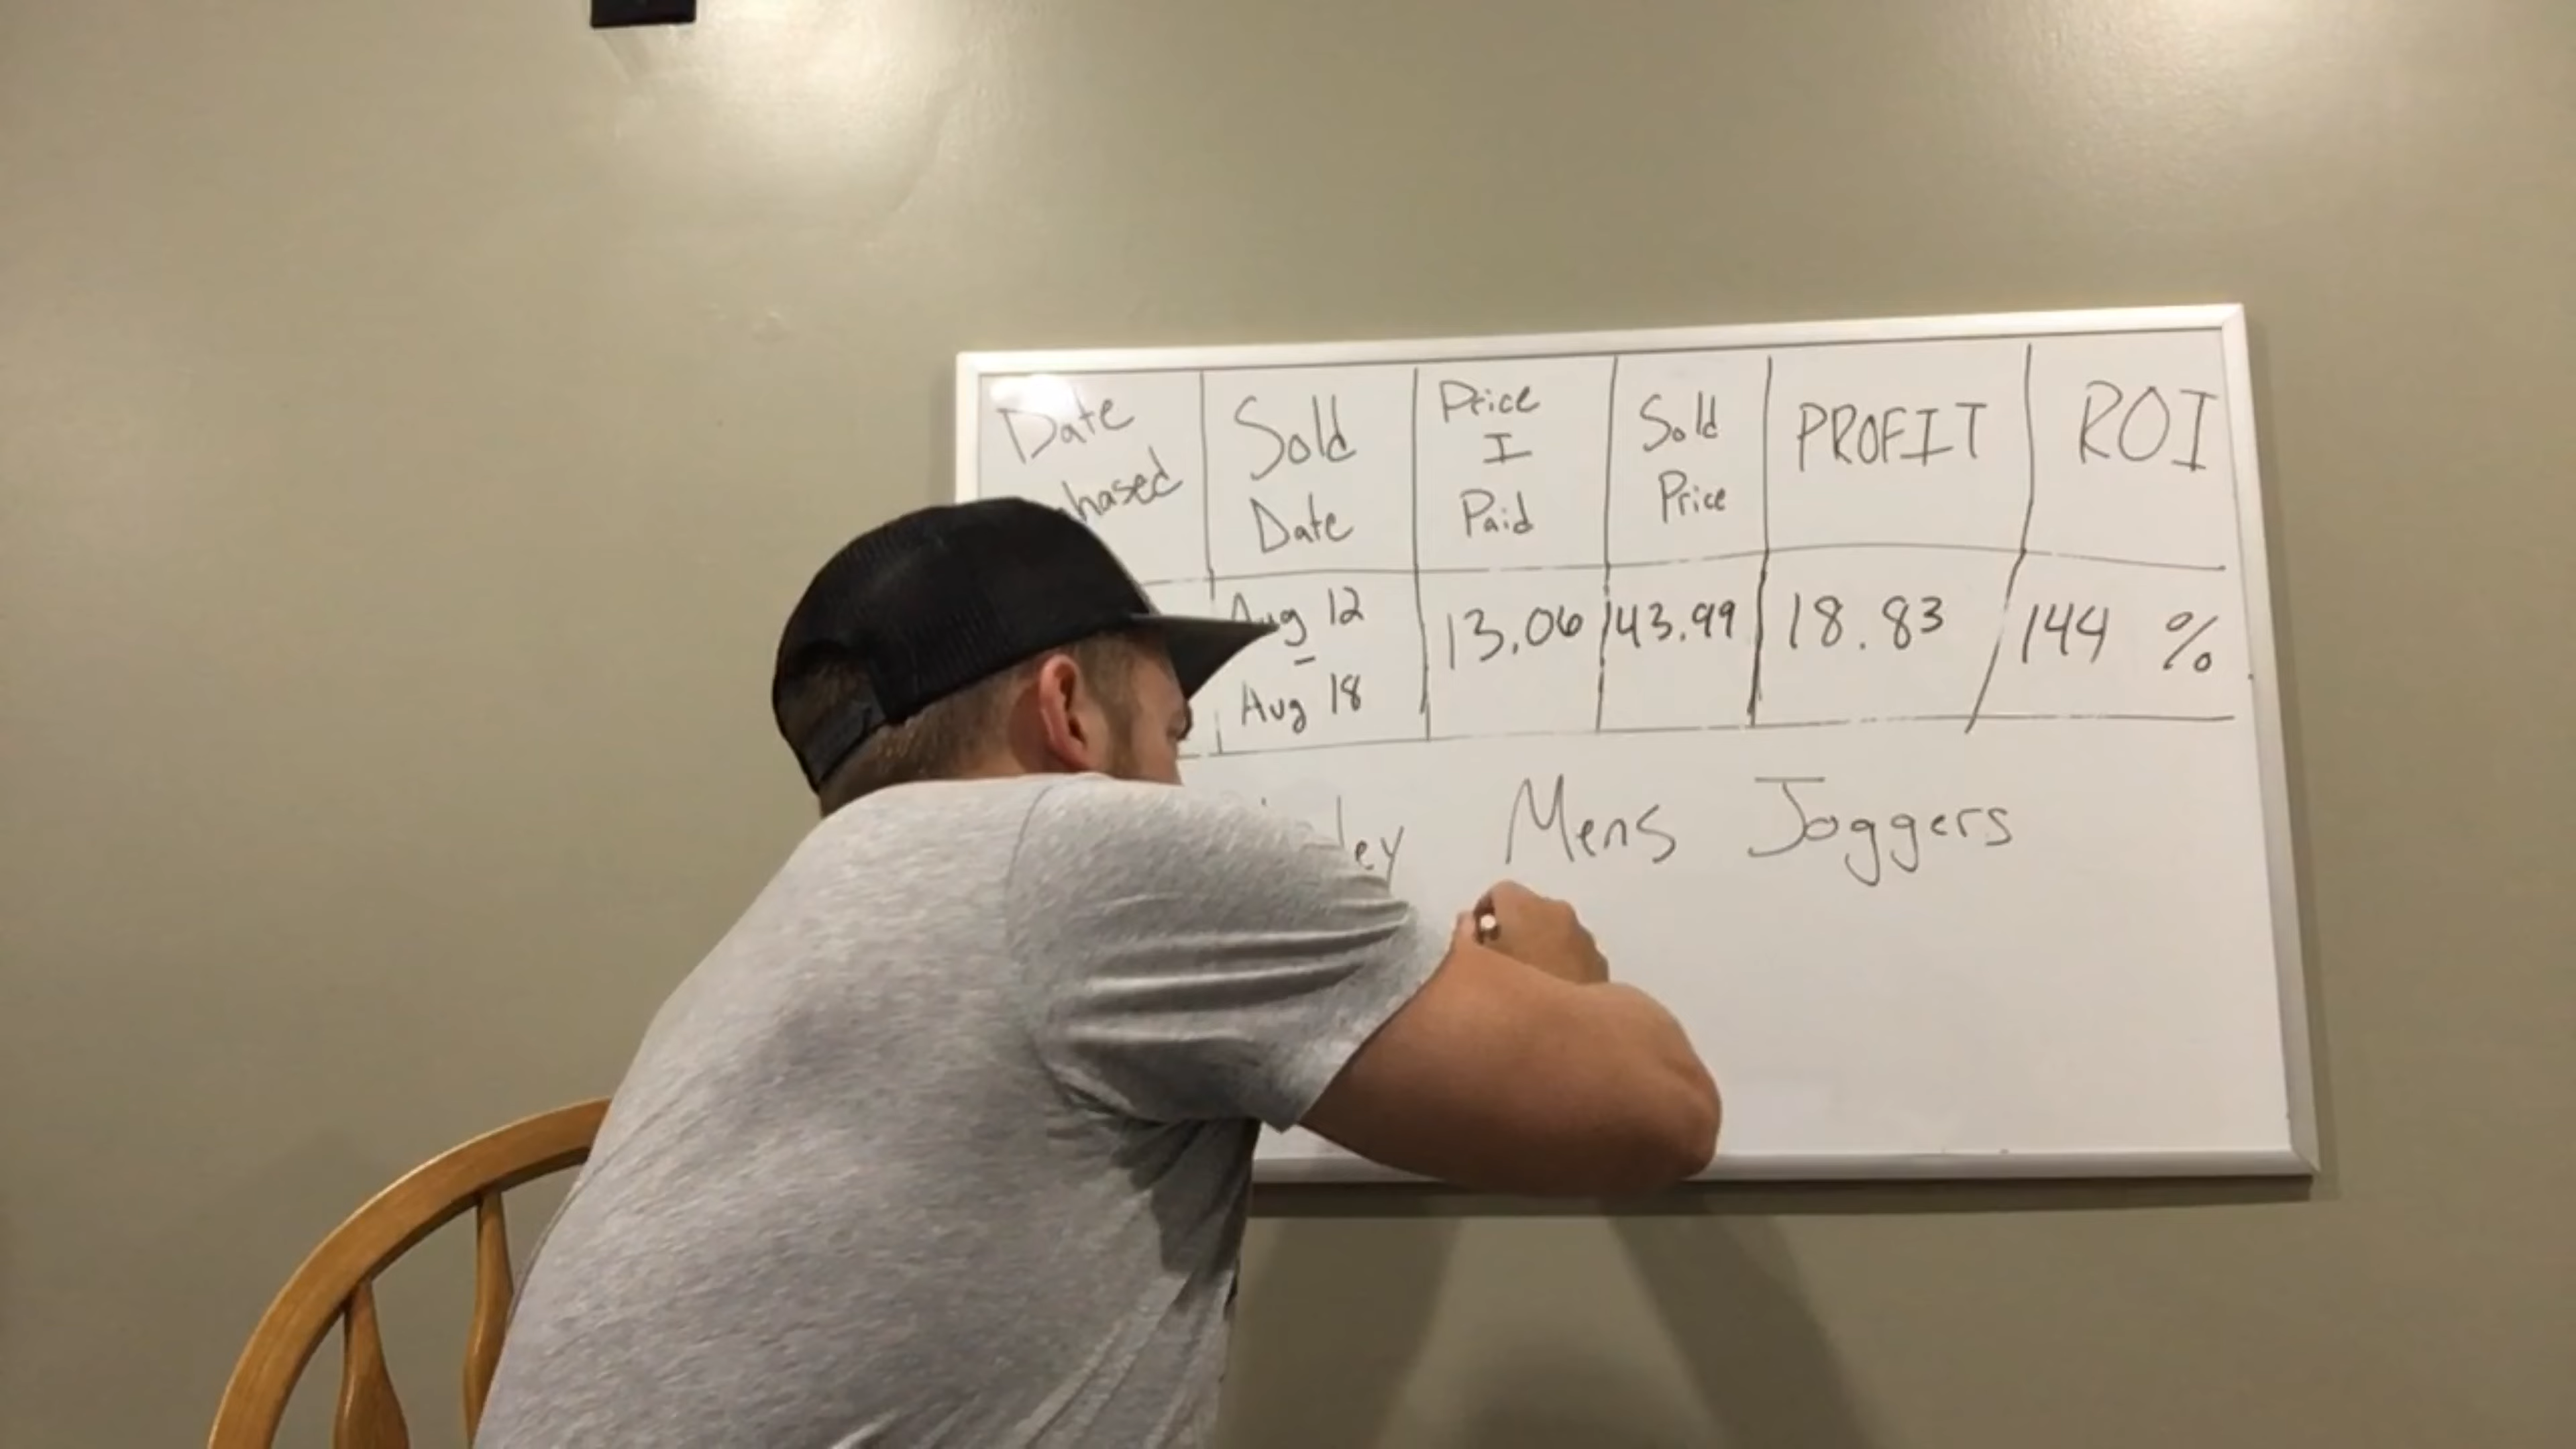 Date
Sold
Date
Price
I
Paid
Sold
Price
PROFIT
ROI
Aug 12
-
Aug 18
13.06
43.99
18.83
144 %
Mens Joggers